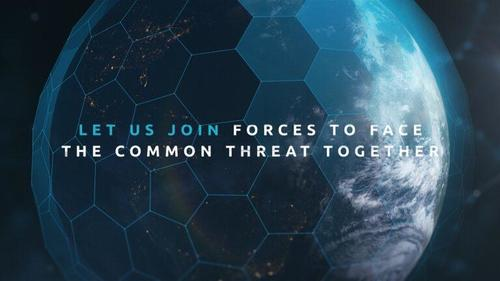 LET US JOIN FORCES TO FACE
THE COMMON THREAT TOGETHER